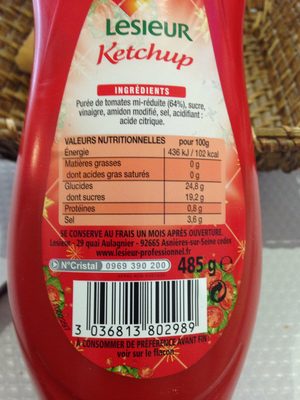 LESIEUR
Ketchup
INGRÉDIENTS
Purée de tomates mi-réduite (64%), sucre,
vinaigre, amidon modifié, sel, acidifiant :
acide citrique.
VALEURS NUTRITIONNELLES pour 100g
Énergie 436 kJ / 102 kcal
Matières grasses 0 g
dont acides gras saturés 0 g
Glucides 24,8 g
dont sucres 19,2 g
Protéines 0,8 g
Sel 3,6 g
SE CONSERVE AU FRAIS UN MOIS APRÈS OUVERTURE.
Lesieur - 29 quai Aulagnier - 92665 Asnières-sur-Seine cedex
www.lesieur-professionnel.fr
N°Cristal 0969 390 200
485 g e
3 036813 802989
À CONSOMMER DE PRÉFÉRENCE AVANT FIN :
voir sur le flacon.